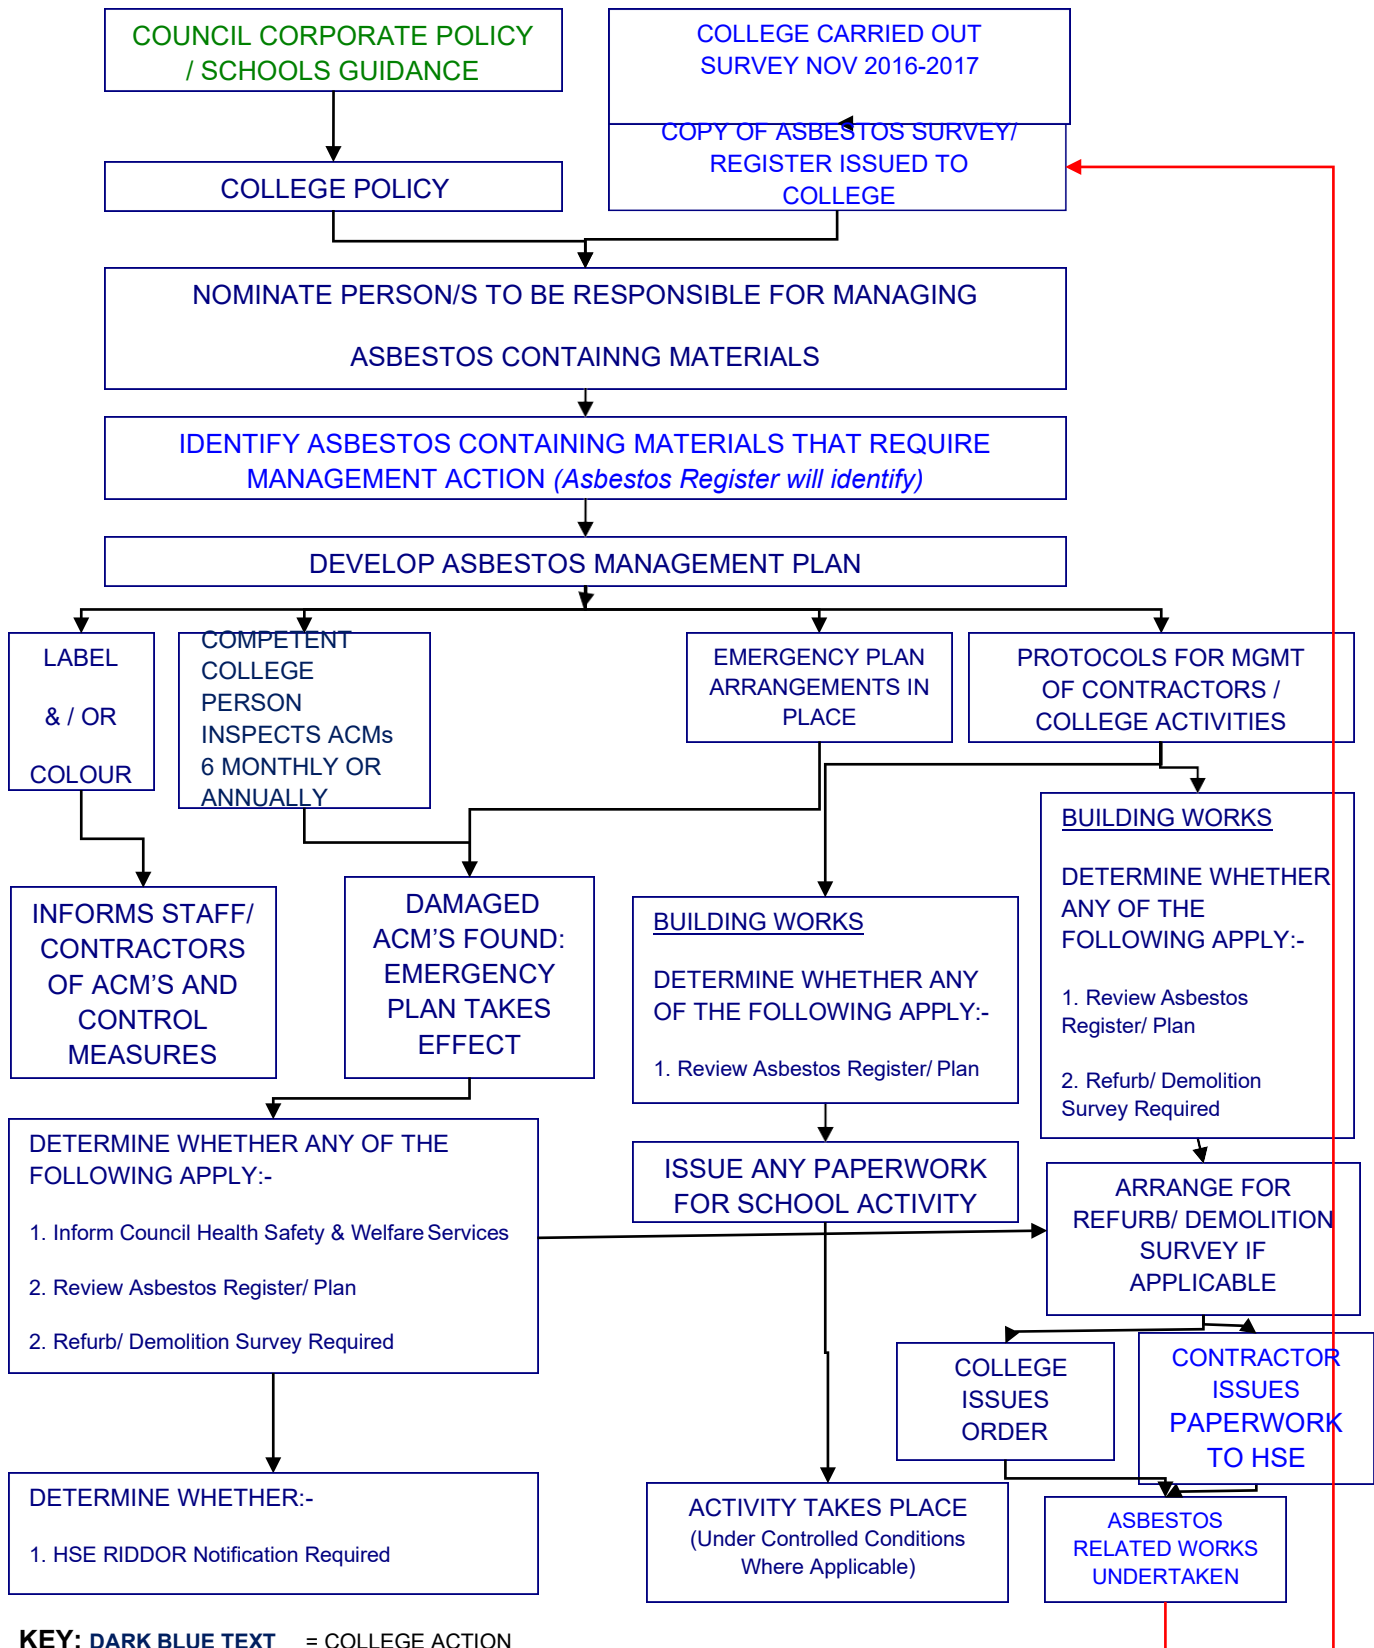 COUNCIL CORPORATE POLICY
/ SCHOOLS GUIDANCE
COLLEGE CARRIED OUT
SURVEY NOV 2016-2017
COPY OF ASBESTOS SURVEY/
REGISTER ISSUED TO
COLLEGE
COLLEGE POLICY
NOMINATE PERSON/S TO BE RESPONSIBLE FOR MANAGING
ASBESTOS CONTAINNG MATERIALS
IDENTIFY ASBESTOS CONTAINING MATERIALS THAT REQUIRE
MANAGEMENT ACTION (Asbestos Register will identify)
DEVELOP ASBESTOS MANAGEMENT PLAN
LABEL
& / OR
COLOUR
COMPETENT
COLLEGE
PERSON
INSPECTS ACMs
6 MONTHLY OR
ANNUALLY
EMERGENCY PLAN
ARRANGEMENTS IN
PLACE
PROTOCOLS FOR MGMT
OF CONTRACTORS /
COLLEGE ACTIVITIES
INFORMS STAFF/
CONTRACTORS
OF ACM'S AND
CONTROL
MEASURES
DAMAGED
ACM'S FOUND:
EMERGENCY
PLAN TAKES
EFFECT
BUILDING WORKS
DETERMINE WHETHER ANY
OF THE FOLLOWING APPLY:-
1. Review Asbestos Register/ Plan
BUILDING WORKS
DETERMINE WHETHER
ANY OF THE
FOLLOWING APPLY:-
1. Review Asbestos
Register/ Plan
2. Refurb/ Demolition
Survey Required
DETERMINE WHETHER ANY OF THE
FOLLOWING APPLY:-
1. Inform Council Health Safety & Welfare Services
2. Review Asbestos Register/ Plan
2. Refurb/ Demolition Survey Required
ISSUE ANY PAPERWORK
FOR SCHOOL ACTIVITY
ARRANGE FOR
REFURB/ DEMOLITION
SURVEY IF
APPLICABLE
COLLEGE
ISSUES
ORDER
CONTRACTOR
ISSUES
PAPERWORK
TO HSE
DETERMINE WHETHER:-
1. HSE RIDDOR Notification Required
ACTIVITY TAKES PLACE
(Under Controlled Conditions
Where Applicable)
ASBESTOS
RELATED WORKS
UNDERTAKEN
KEY: DARK BLUE TEXT = COLLEGE ACTION